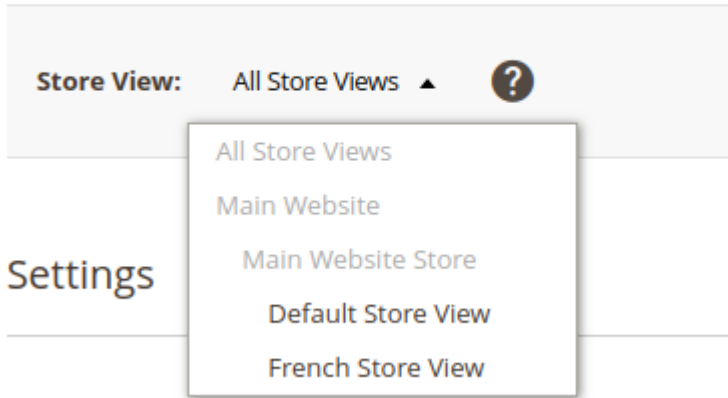 Store View: All Store Views ?
All Store Views
Main Website
Main Website Store
Settings
Default Store View
French Store View